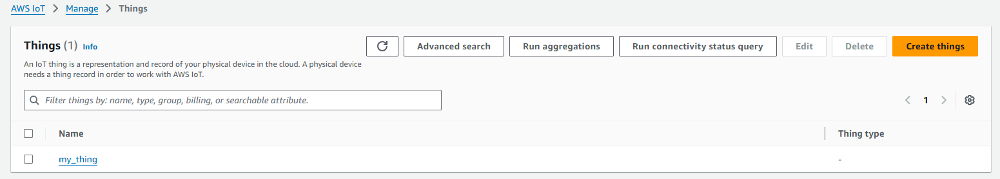 AWS IoT > Manage > Things
Things (1) Info
Advanced search
Run aggregations
Run connectivity status query
Edit
Delete
Create things
An IoT thing is a representation and record of your physical device in the cloud. A physical device
needs a thing record in order to work with AWS IoT.
Filter things by: name, type, group, billing, or searchable attribute.
< 1 >
Name
Thing type
my_thing
-